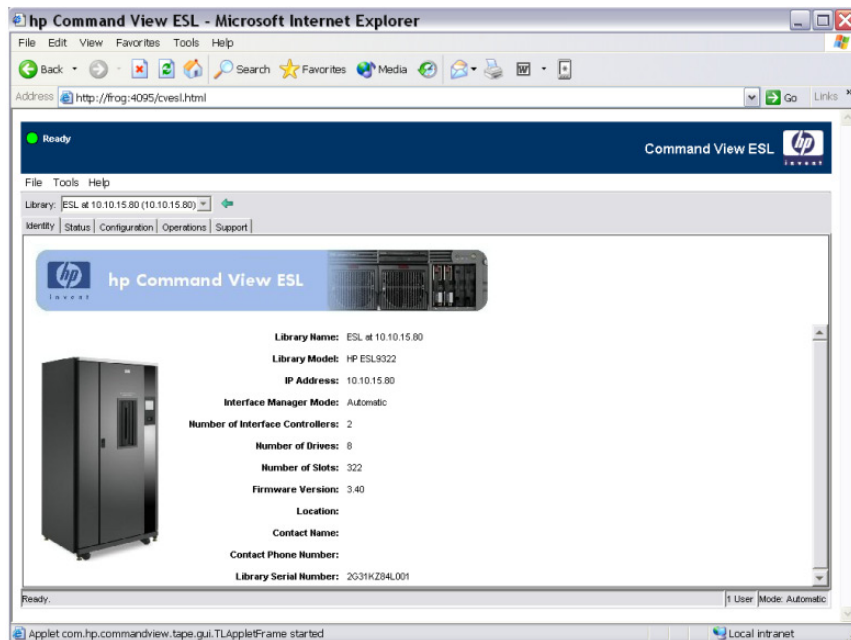 hp Command View ESL - Microsoft Internet Explorer
File Edit View Favorites Tools Help
Back Search Favorites Media
Address http://frog:4095/cvesl.html Go Links »
Ready
Command View ESL hp invent
File Tools Help
Library: ESL at 10.10.15.80 (10.10.15.80)
Identity Status Configuration Operations Support
hp invent hp Command View ESL
Library Name: ESL at 10.10.15.80
Library Model: HP ESL9322
IP Address: 10.10.15.80
Interface Manager Mode: Automatic
Number of Interface Controllers: 2
Number of Drives: 8
Number of Slots: 322
Firmware Version: 3.40
Location:
Contact Name:
Contact Phone Number:
Library Serial Number: 2G31KZ84L001
Ready. 1 User Mode: Automatic
Applet com.hp.commandview.tape.gui.TLAppletFrame started Local intranet